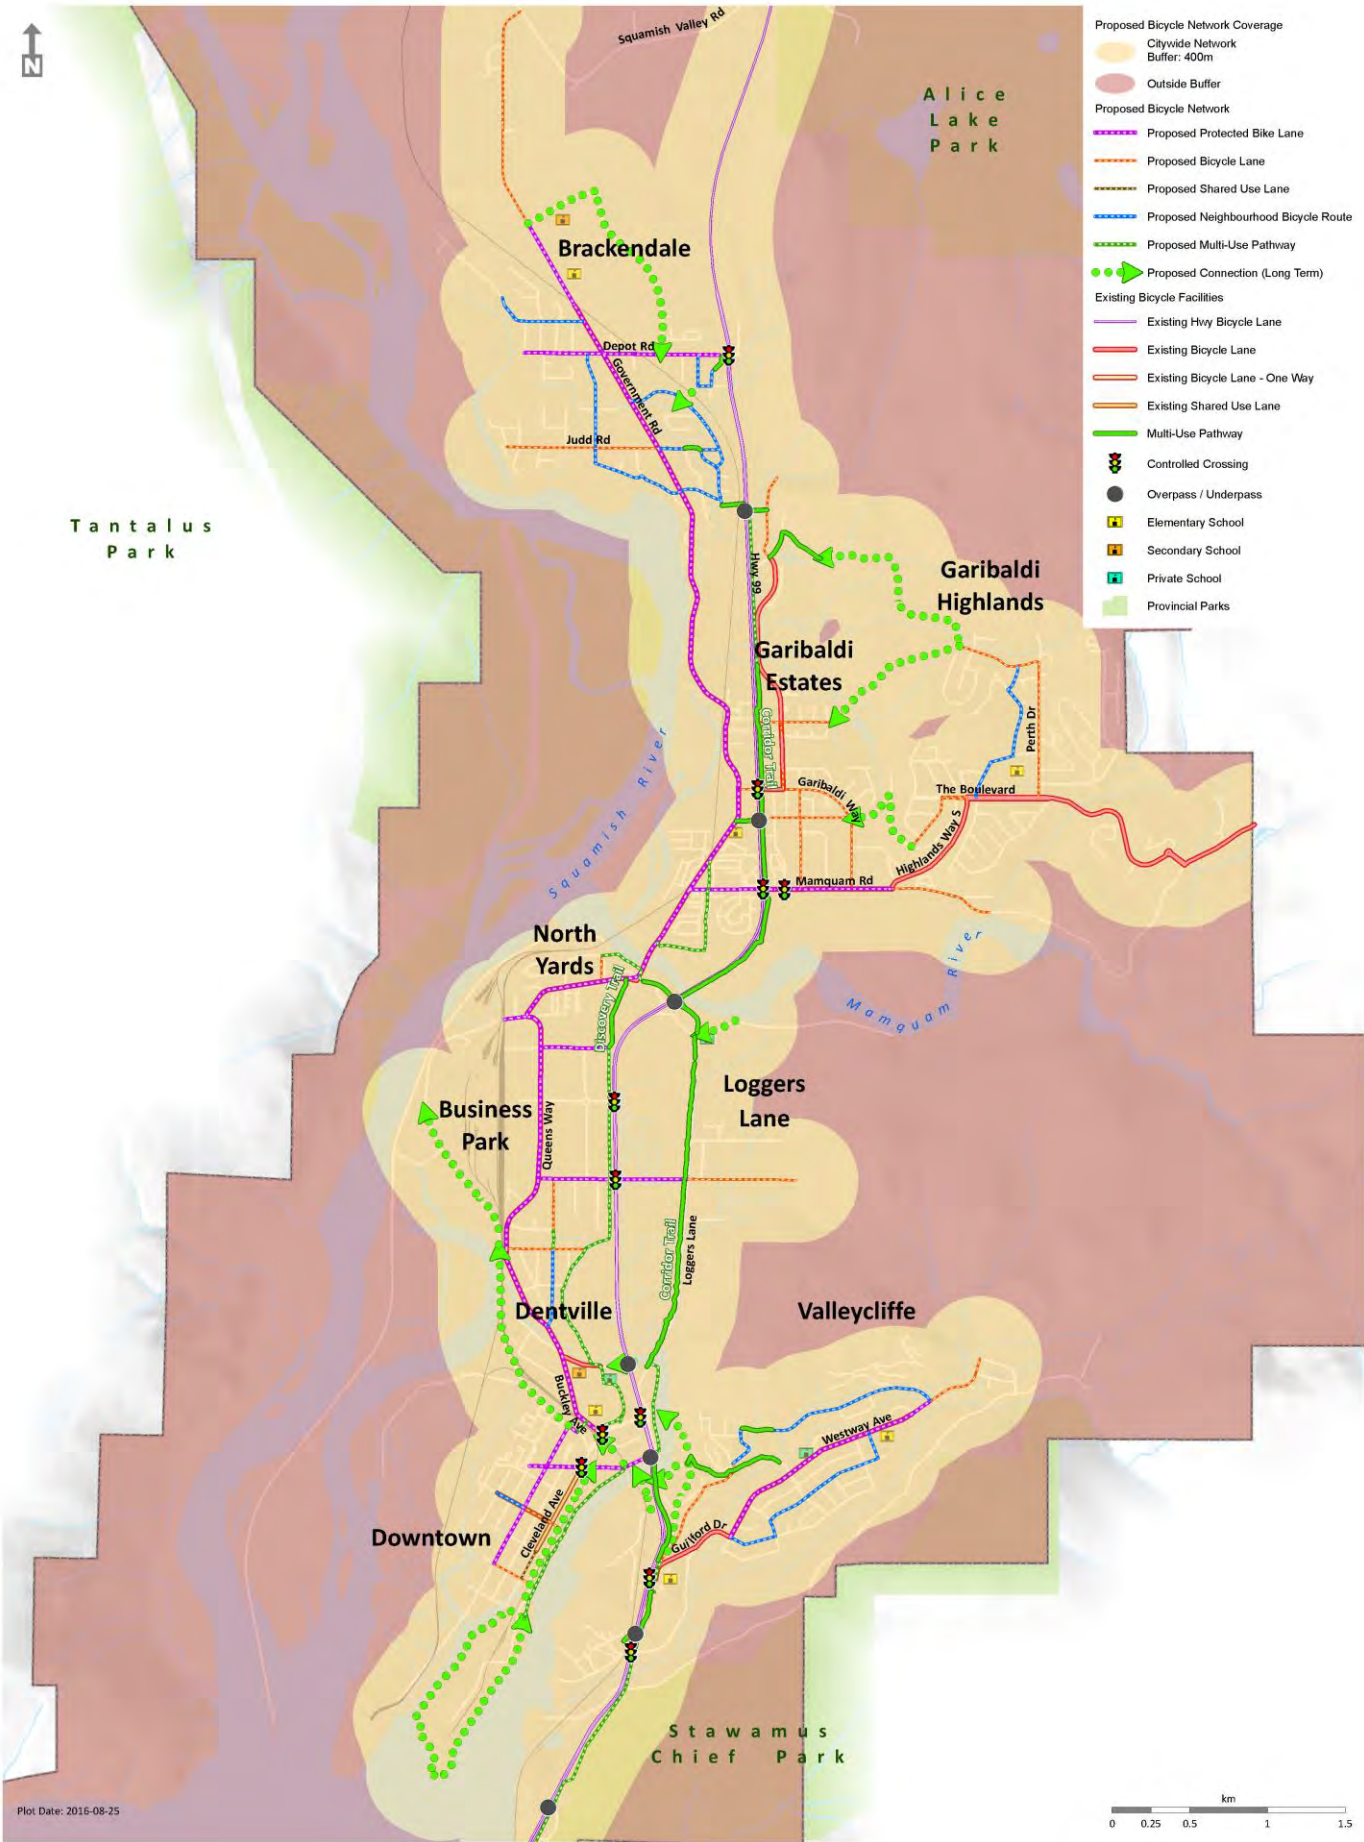 N
Squamish Valley Rd
Alice
Lake
Park
Proposed Bicycle Network Coverage
Citywide Network
Buffer: 400m
Outside Buffer
Proposed Bicycle Network
Proposed Protected Bike Lane
Proposed Bicycle Lane
Proposed Shared Use Lane
Proposed Neighbourhood Bicycle Route
Proposed Multi-Use Pathway
Proposed Connection (Long Term)
Existing Bicycle Facilities
Existing Hwy Bicycle Lane
Existing Bicycle Lane
Existing Bicycle Lane - One Way
Existing Shared Use Lane
Multi-Use Pathway
Controlled Crossing
Overpass / Underpass
Elementary School
Secondary School
Private School
Provincial Parks
Brackendale
Depot Rd
Government Rd
Judd Rd
Tantalus
Park
Hwy 99
Garibaldi
Highlands
Garibaldi
Estates
Corridor Trail
Perth Dr
Squamish River
Garibaldi Way
The Boulevard
Highlands Way S
Mamquam Rd
North
Yards
Mamquam River
Discovery Trail
Loggers
Lane
Business
Park
Queens Way
Corridor Trail
Loggers Lane
Dentville
Valleycliffe
Buckley Ave
Westway Ave
Downtown
Cleveland Ave
Guilford Dr
Stawamus
Chief Park
Plot Date: 2016-08-25
km
0 0.25 0.5 1 1.5